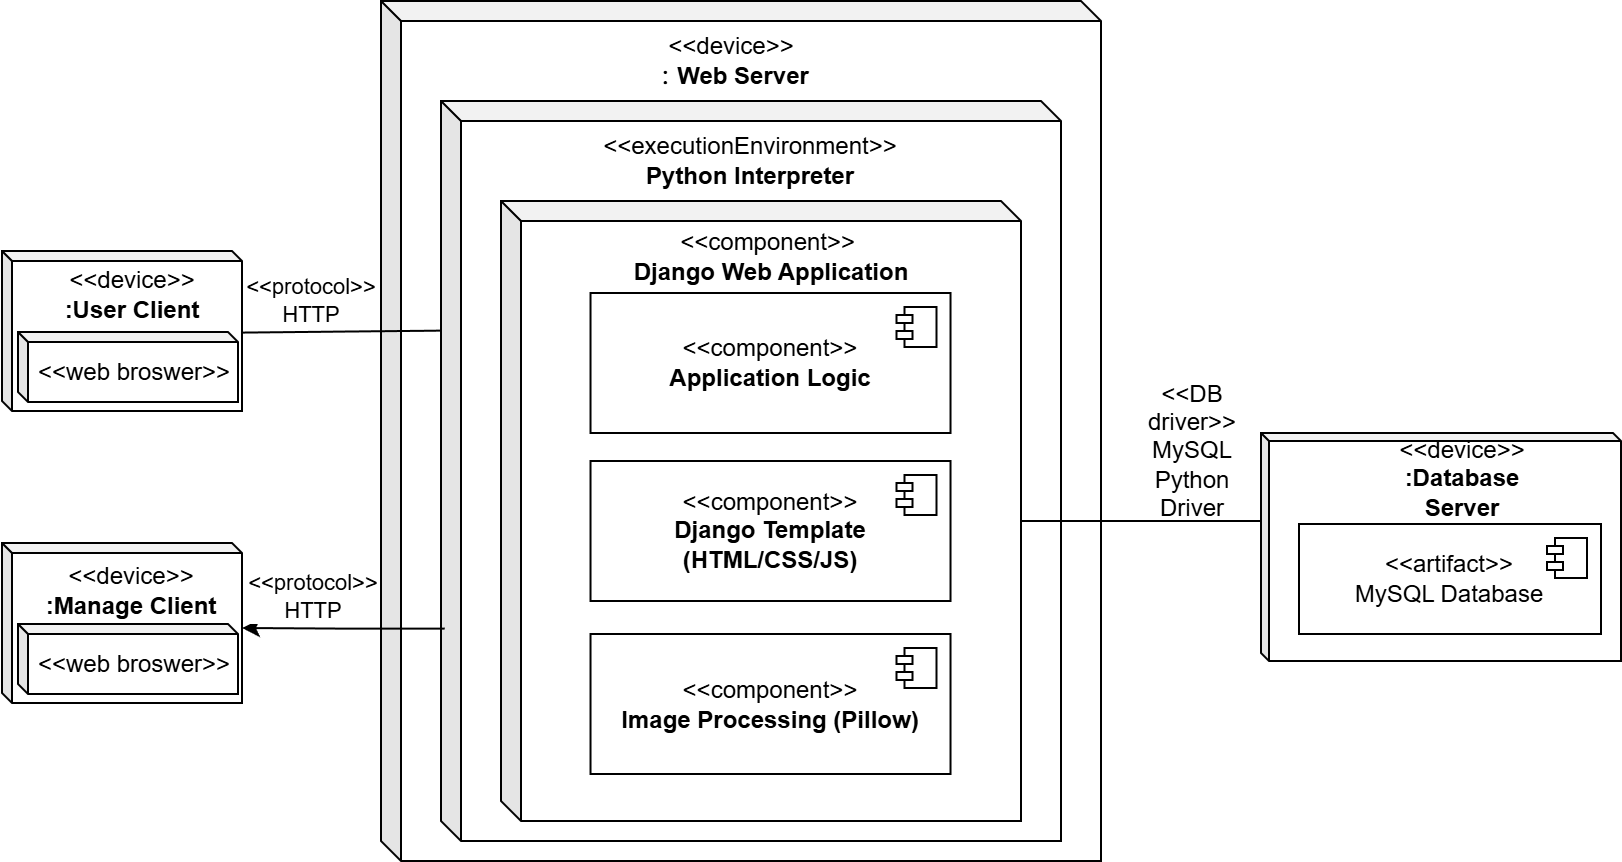 <<device>>
: Web Server
<<executionEnvironment>>
Python Interpreter
<<component>>
Django Web Application
<<component>>
Application Logic
<<component>>
Django Template
(HTML/CSS/JS)
<<component>>
Image Processing (Pillow)
<<device>>
:User Client
<<web broswer>>
<<protocol>>
HTTP
<<device>>
:Manage Client
<<web broswer>>
<<protocol>>
HTTP
<<DB
driver>>
MySQL
Python
Driver
<<device>>
:Database
Server
<<artifact>>
MySQL Database